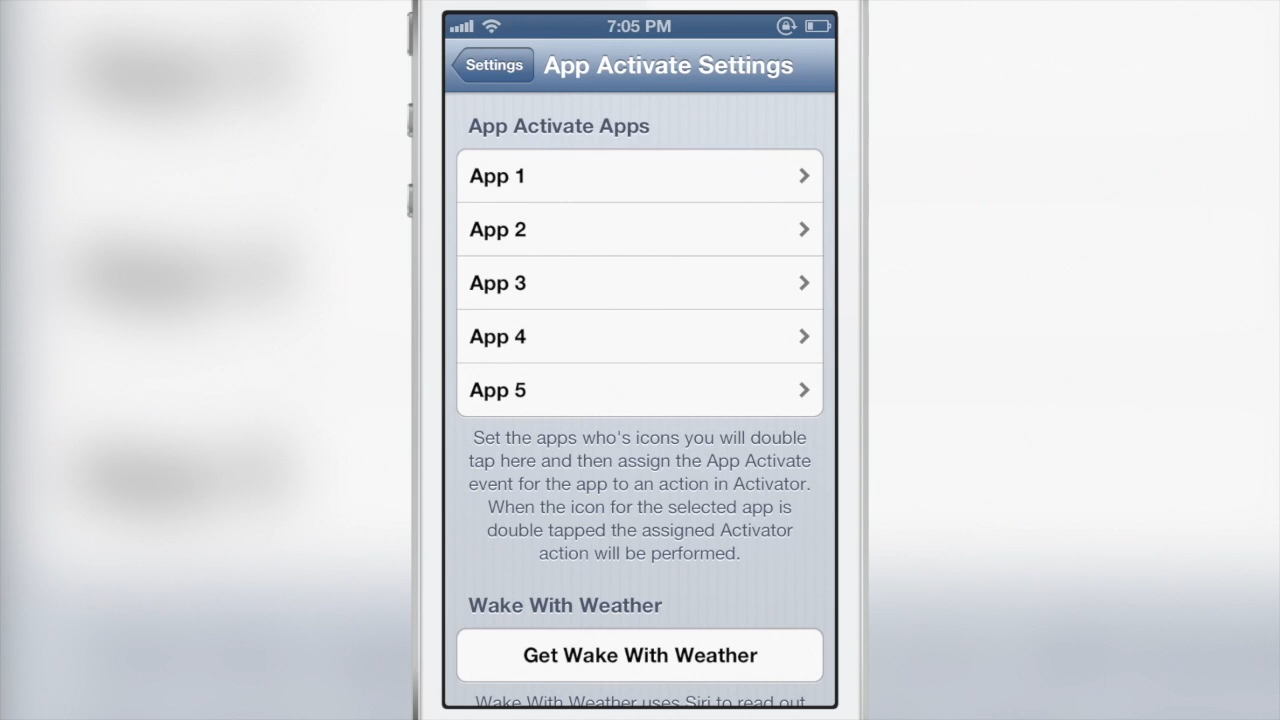 7:05 PM
Settings
App Activate Settings
App Activate Apps
App 1
App 2
App 3
App 4
App 5
Set the apps who's icons you will double
tap here and then assign the App Activate
event for the app to an action in Activator.
When the icon for the selected app is
double tapped the assigned Activator
action will be performed.
Wake With Weather
Get Wake With Weather
Wake With Weather uses Siri to read out